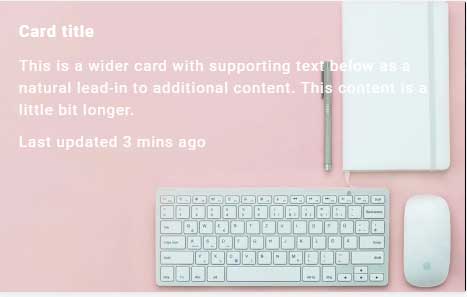 Card title
This is a wider card with supporting text below as a
natural lead-in to additional content. This content is a
little bit longer.
Last updated 3 mins ago